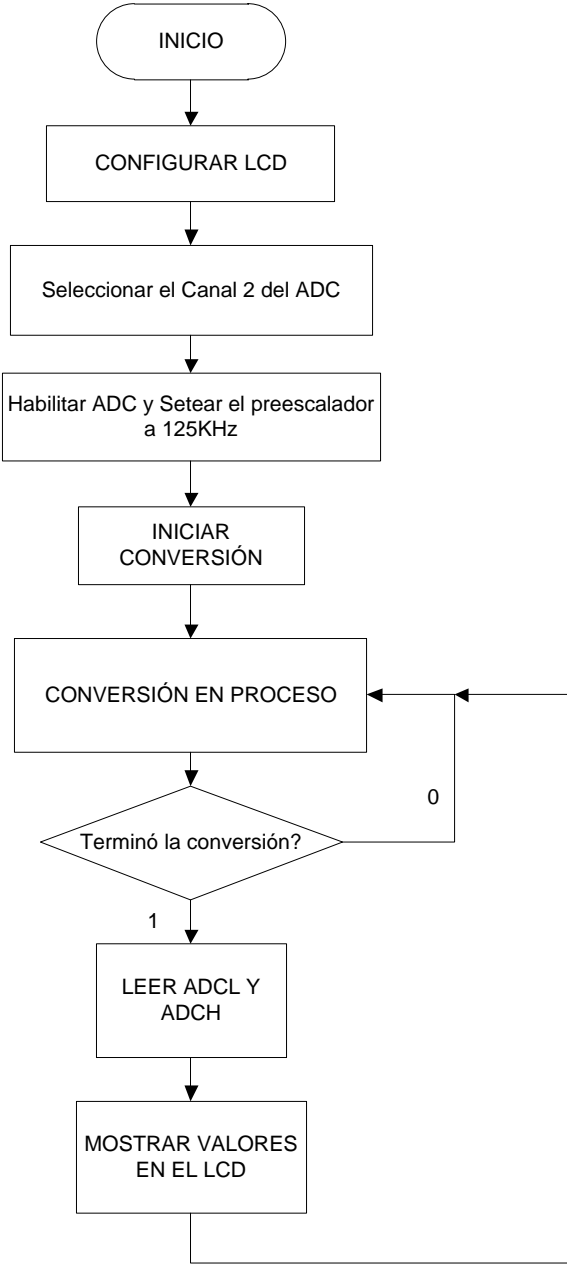 INICIO
CONFIGURAR LCD
Seleccionar el Canal 2 del ADC
Habilitar ADC y Setear el preescalador
a 125KHz
INICIAR
CONVERSIÓN
CONVERSIÓN EN PROCESO
0
Terminó la conversión?
1
LEER ADCL Y
ADCH
MOSTRAR VALORES
EN EL LCD